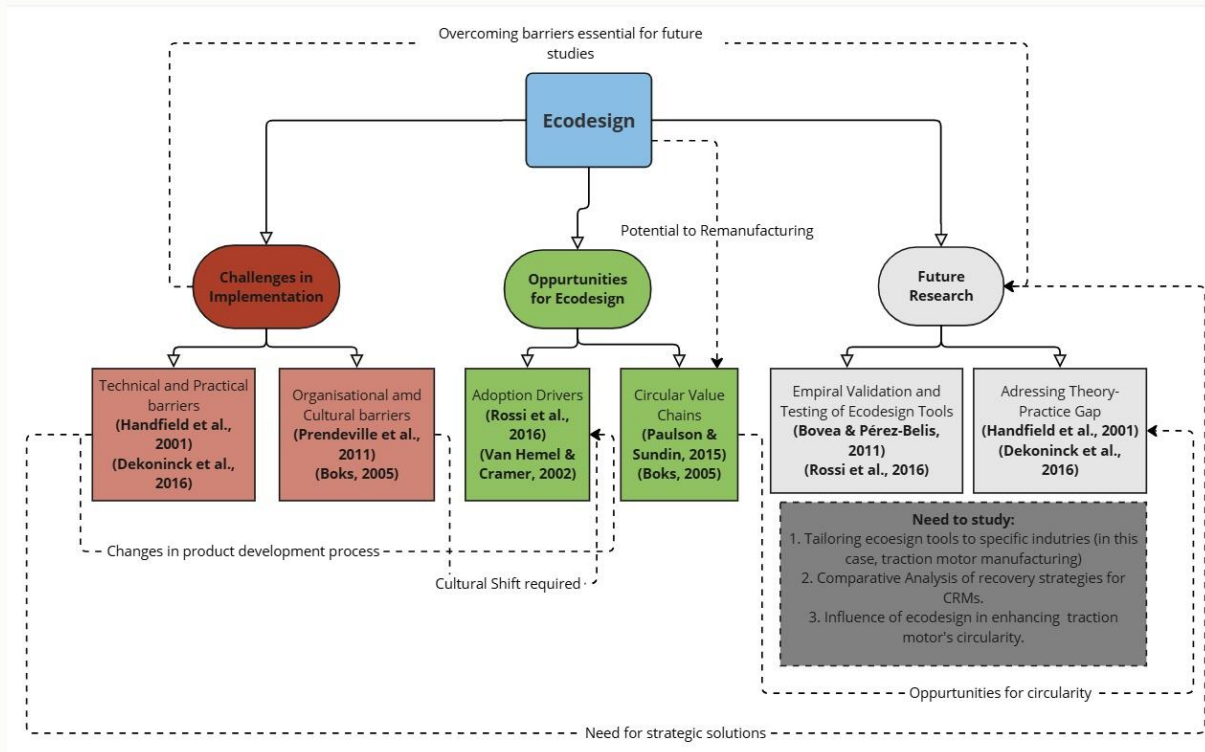 Overcoming barriers essential for future
studies
Ecodesign
Potential to Remanufacturing
Challenges in
Implementation
Oppurtunities
for Ecodesign
Future
Research
Technical and Practical
barriers
(Handfield et al.,
2001)
(Dekoninck et al.,
2016)
Organisational amd
Cultural barriers
(Prendeville et al.,
2011)
(Boks, 2005)
Adoption Drivers
(Rossi et al.,
2016)
(Van Hemel &
Cramer, 2002)
Circular Value
Chains
(Paulson &
Sundin, 2015)
(Boks, 2005)
Empiral Validation and
Testing of Ecodesign Tools
(Bovea & Pérez-Belis,
2011)
(Rossi et al., 2016)
Adressing Theory-
Practice Gap
(Handfield et al., 2001)
(Dekoninck et al.,
2016)
Need to study:
1. Tailoring ecoesign tools to specific indutries (in this
case, traction motor manufacturing)
2. Comparative Analysis of recovery strategies for
CRMs.
3. Influence of ecodesign in enhancing traction
motor's circularity.
Changes in product development process
Cultural Shift required
Oppurtunities for circularity
Need for strategic solutions